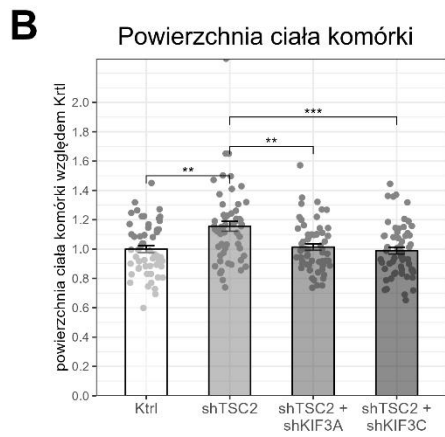 B
Powierzchnia ciała komórki
powierzchnia ciała komórki względem Krtl
2.0
1.8
1.6
1.4
1.2
1.0
0.8
0.6
0.4
0.2
0.0
***
**
**
Ktrl
shTSC2
shTSC2 +
shKIF3A
shTSC2 +
shKIF3C